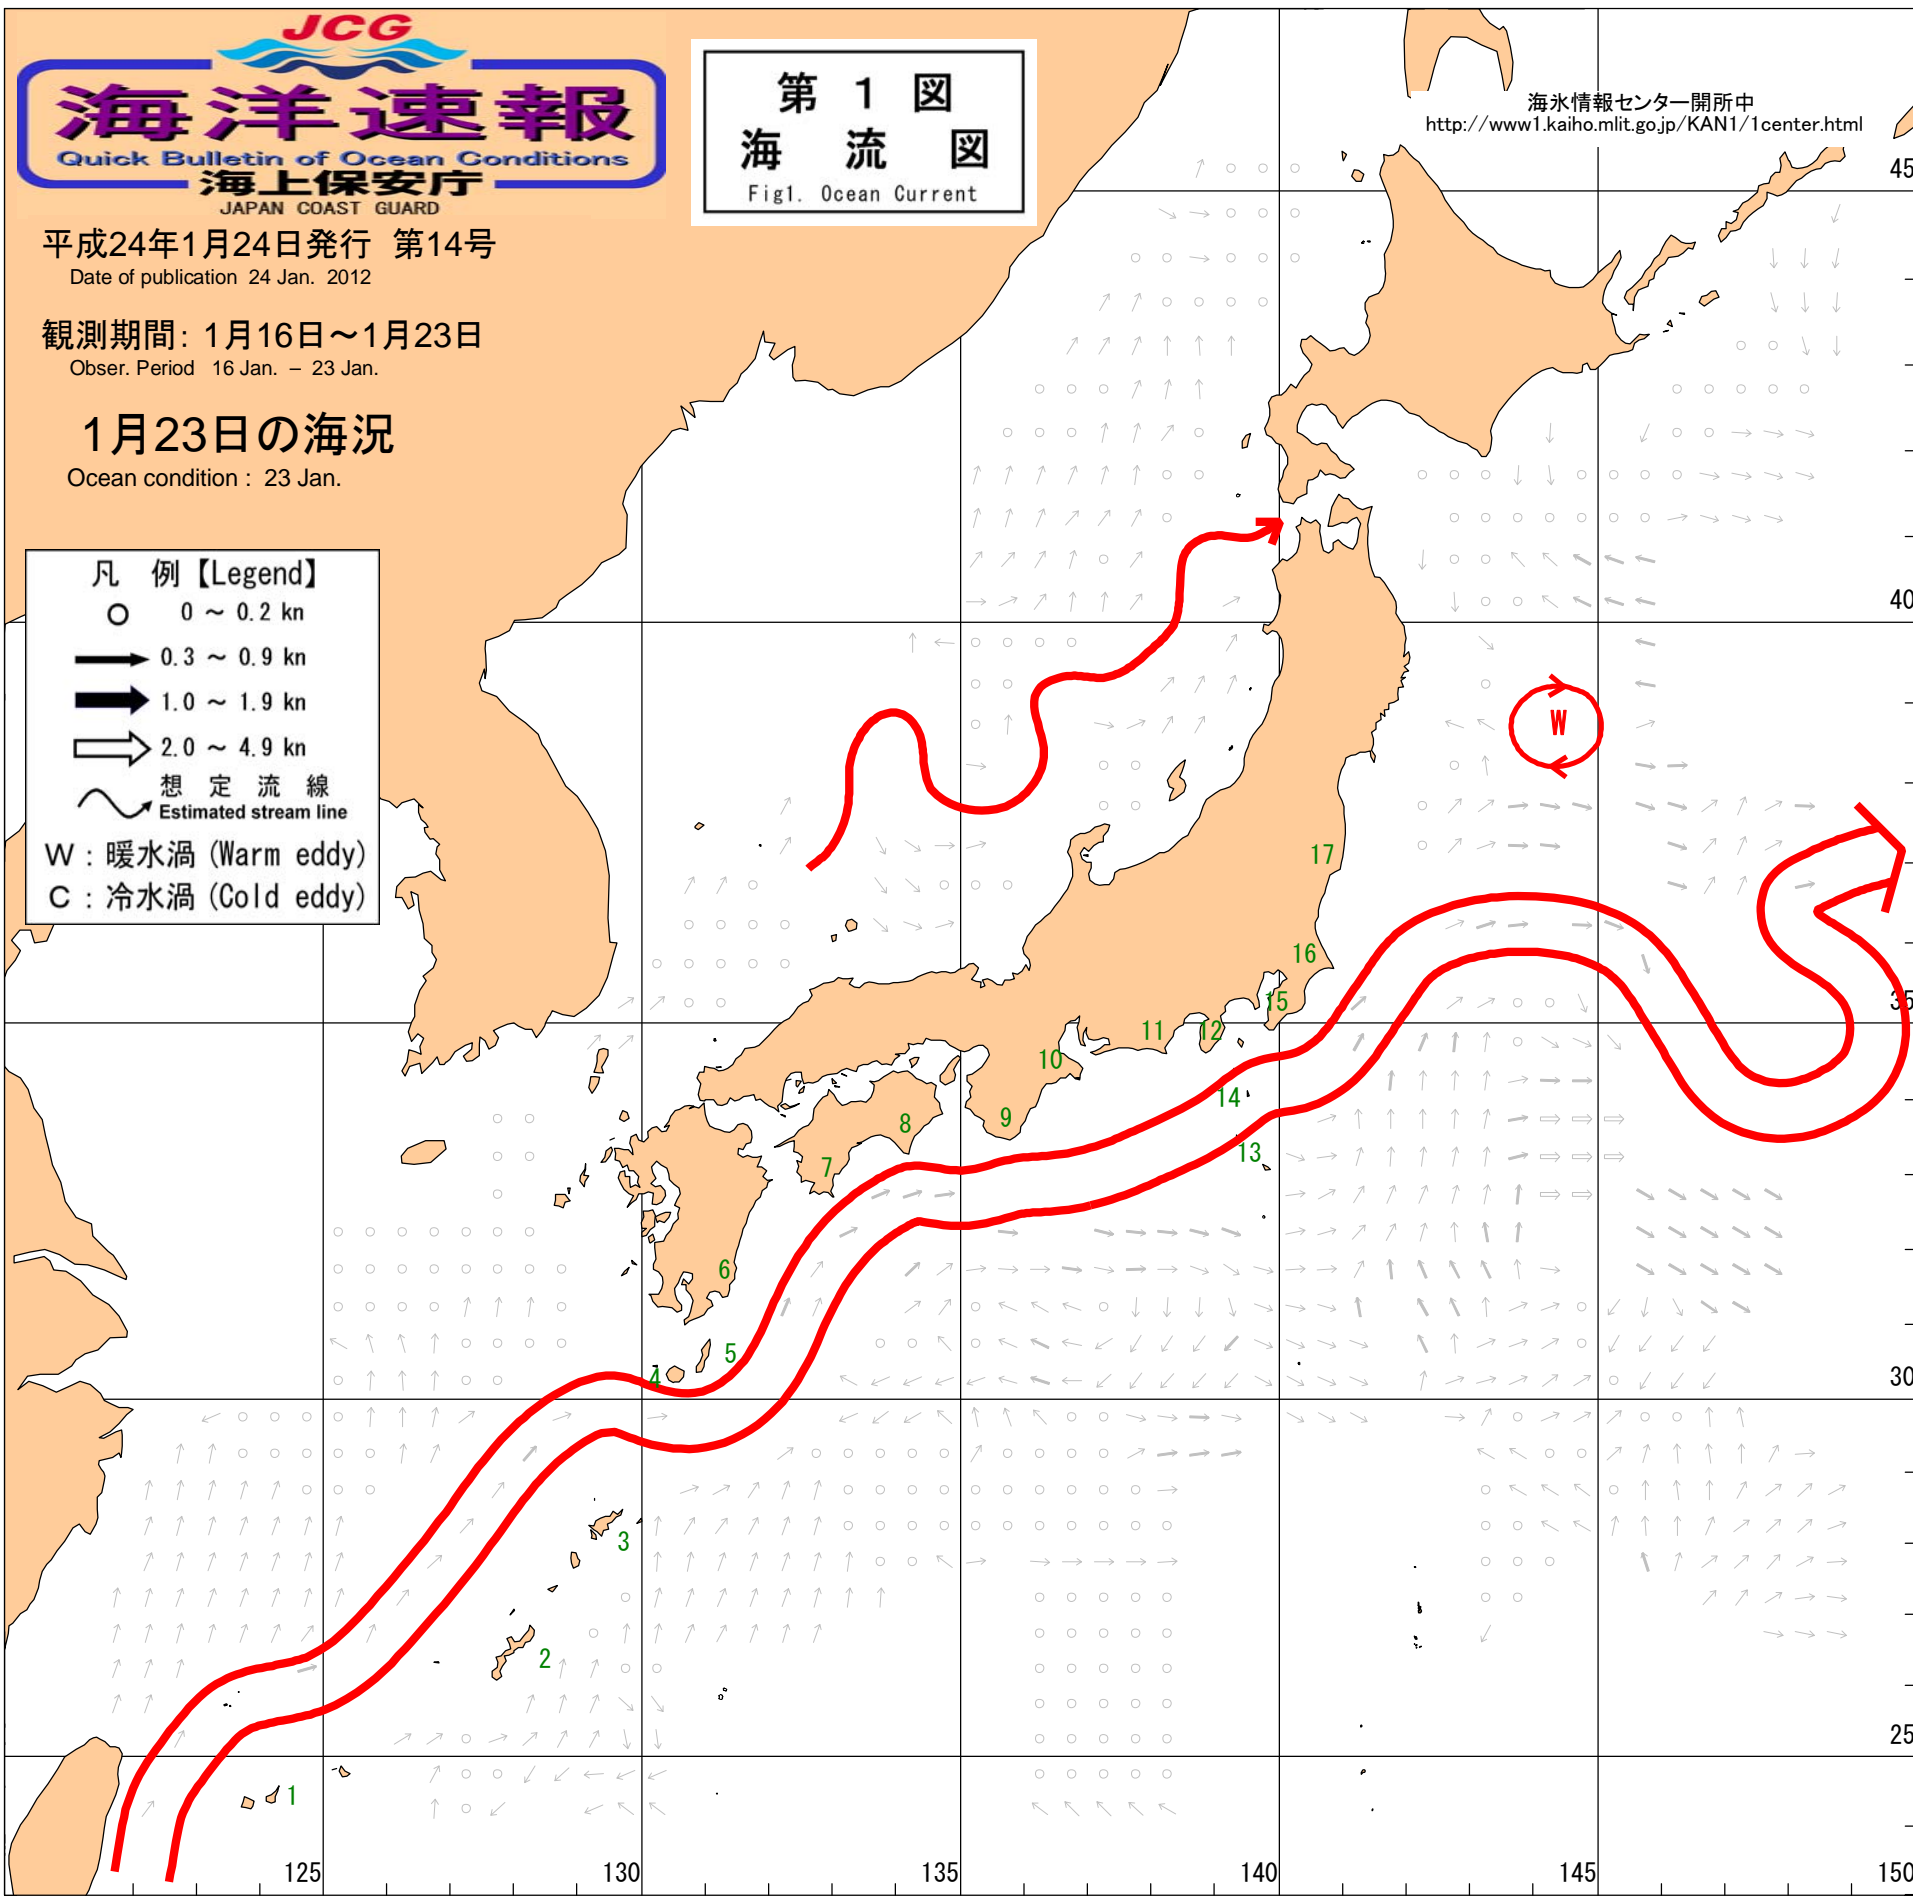 JCG
海洋速報
Quick Bulletin of Ocean Conditions
海上保安庁
JAPAN COAST GUARD
第 1 図
海 流 図
Fig1. Ocean Current
海氷情報センター開所中
http://www1.kaiho.mlit.go.jp/KAN1/1center.html
平成24年1月24日発行 第14号
Date of publication 24 Jan. 2012
観測期間: 1月16日～1月23日
Obser. Period 16 Jan. – 23 Jan.
1月23日の海況
Ocean condition : 23 Jan.
凡 例【Legend】
0 ～ 0.2 kn
0.3 ～ 0.9 kn
1.0 ～ 1.9 kn
2.0 ～ 4.9 kn
想 定 流 線
Estimated stream line
W : 暖水渦 (Warm eddy)
C : 冷水渦 (Cold eddy)
45
40
W
17
16
35
15
12
11
10
14
9
8
13
7
6
5
4
30
3
2
25
1
125
130
135
140
145
150